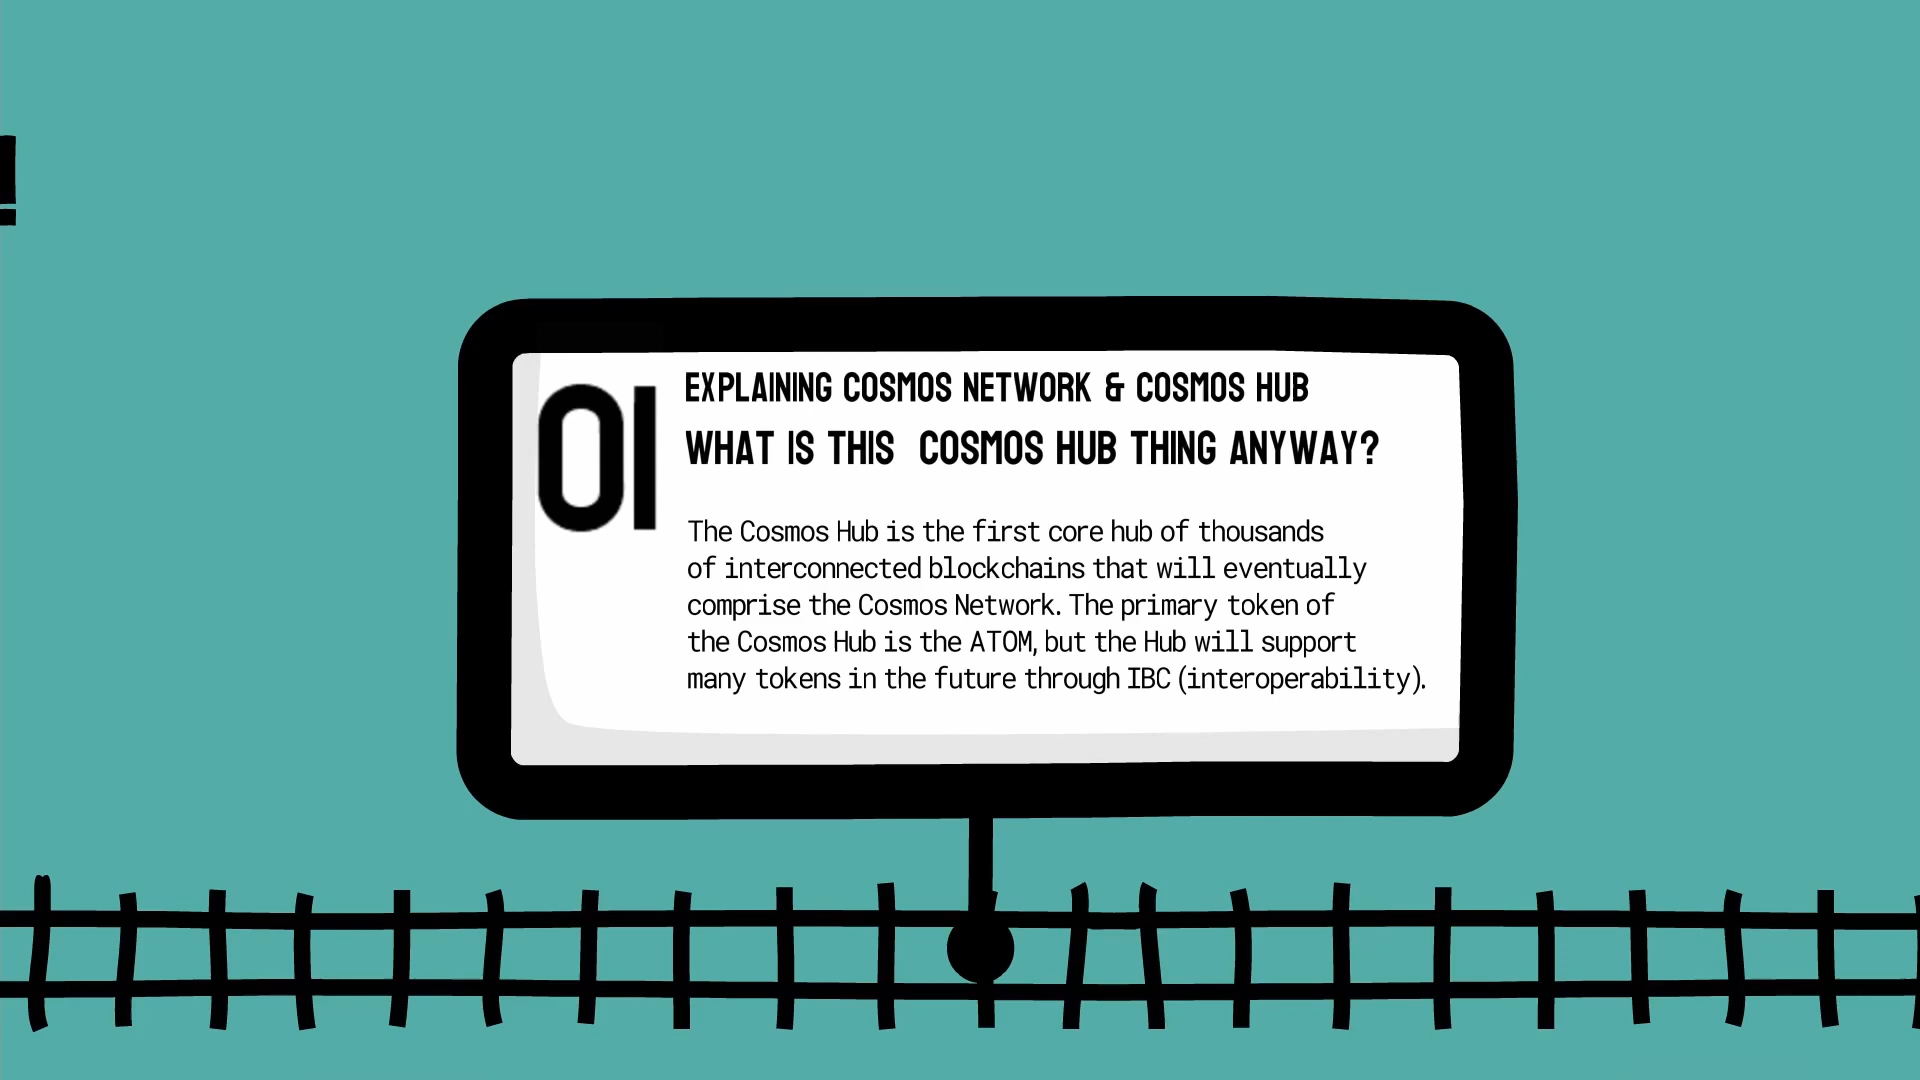 01
EXPLAINING COSMOS NETWORK & COSMOS HUB
WHAT IS THIS COSMOS HUB THING ANYWAY?
The Cosmos Hub is the first core hub of thousands
of interconnected blockchains that will eventually
comprise the Cosmos Network. The primary token of
the Cosmos Hub is the ATOM, but the Hub will support
many tokens in the future through IBC (interoperability).